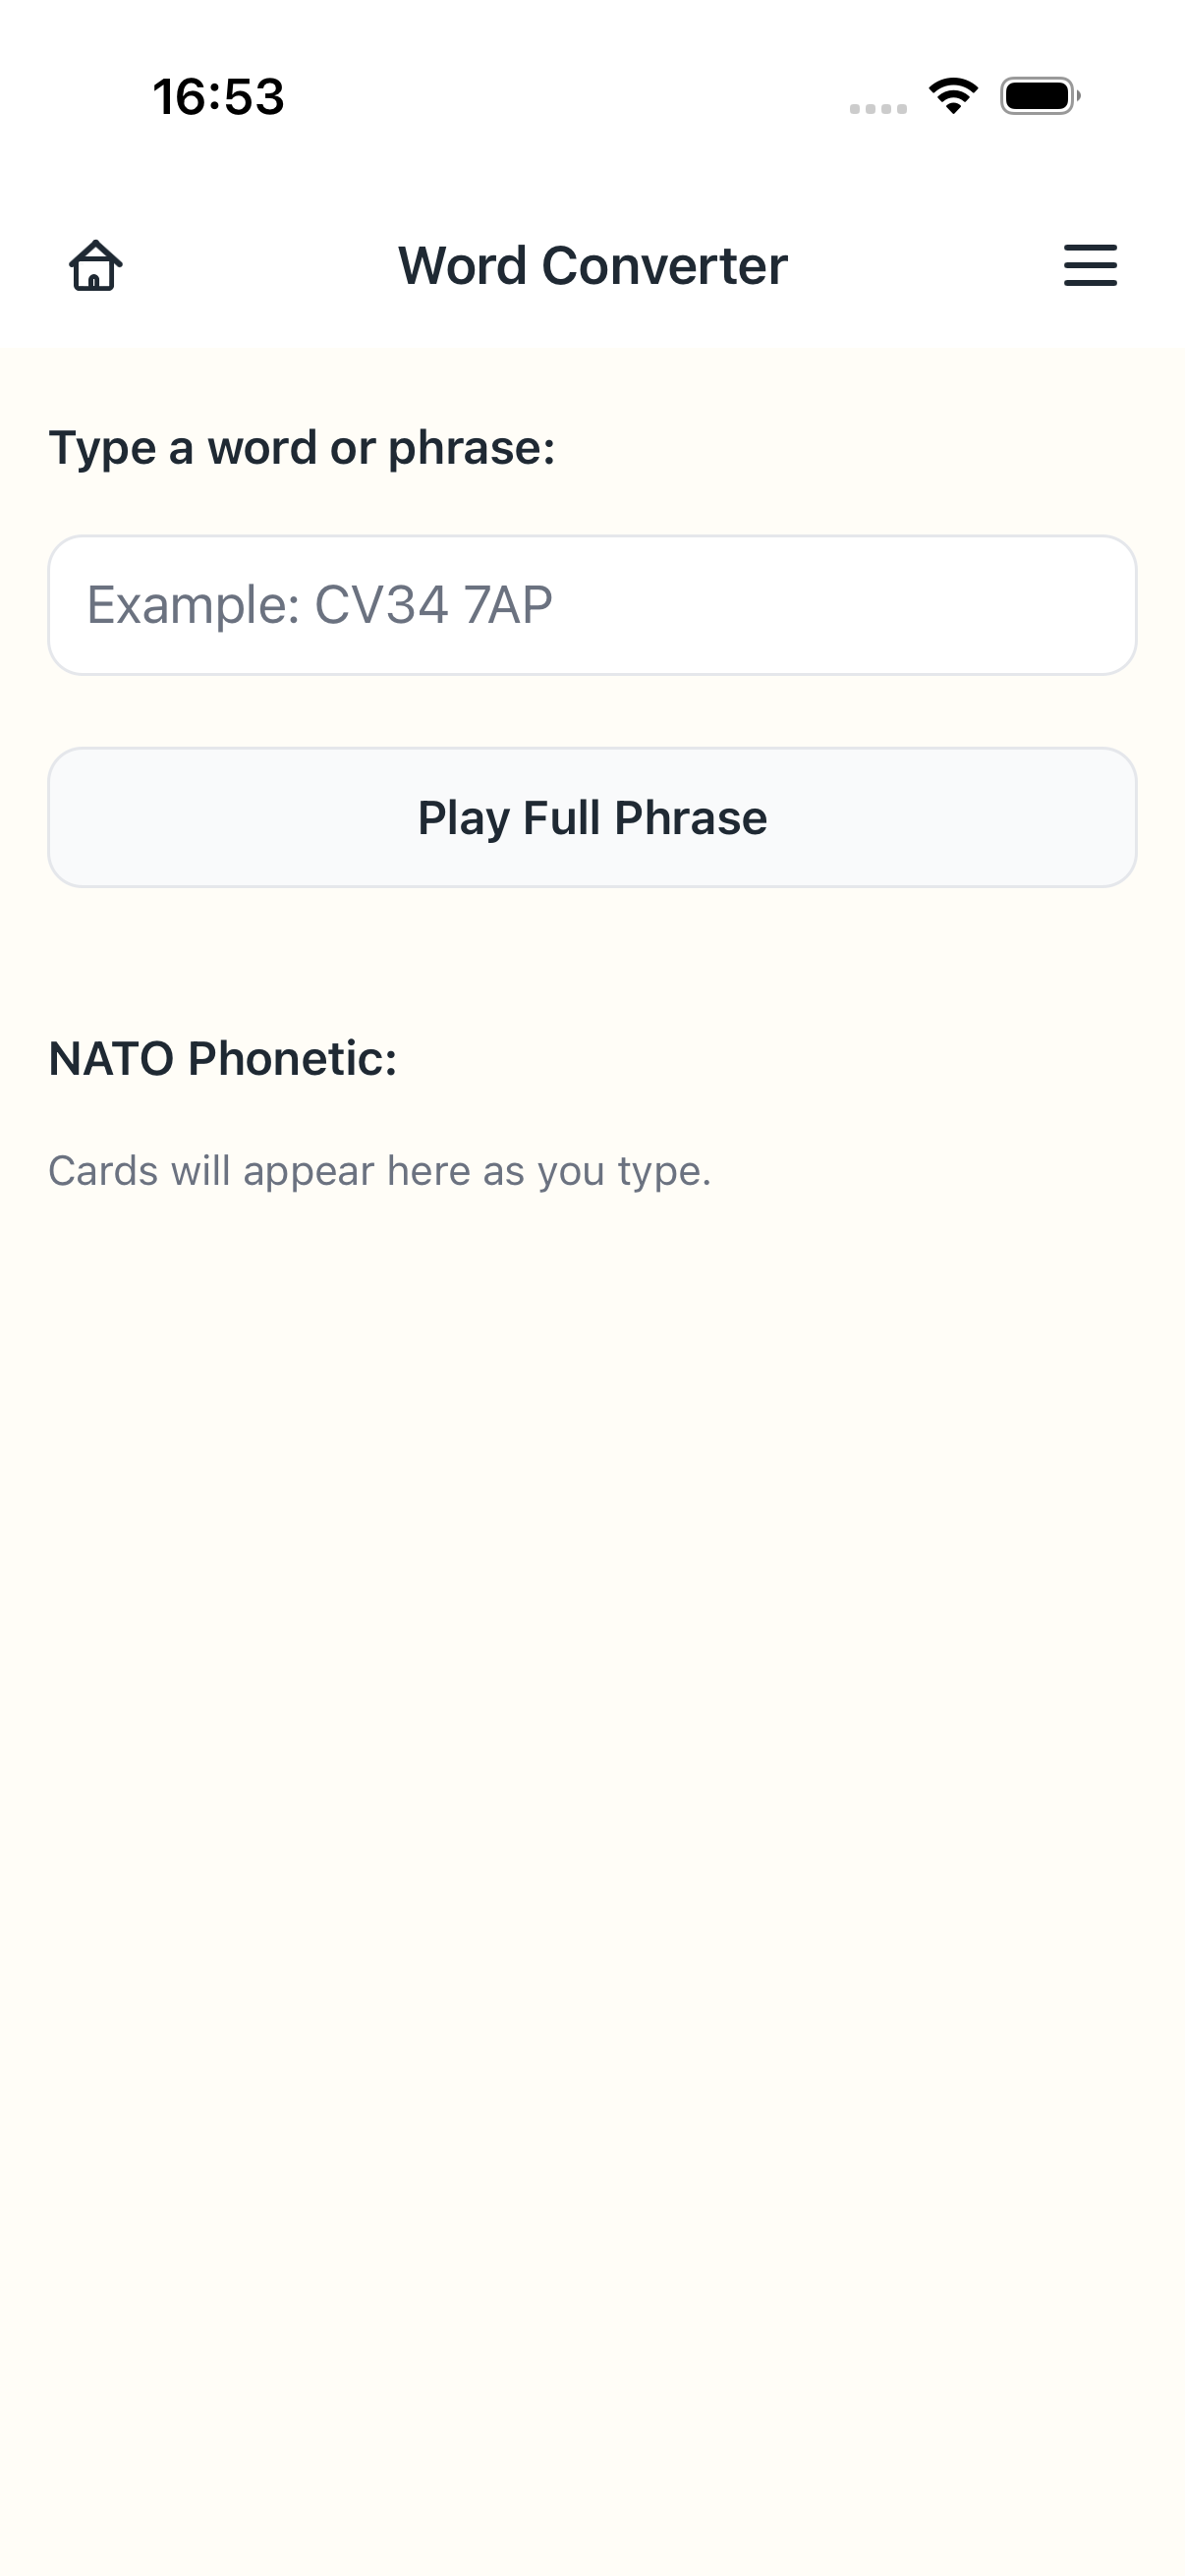 16:53
Word Converter
Type a word or phrase:
Example: CV34 7AP
Play Full Phrase
NATO Phonetic:
Cards will appear here as you type.